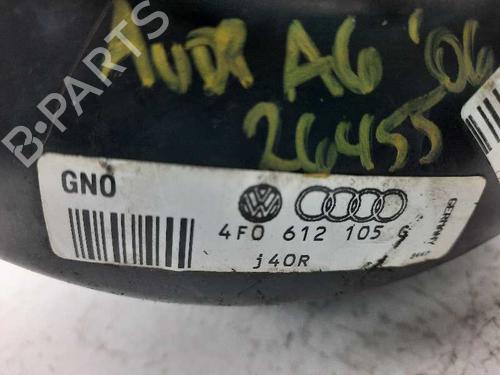 B-PARTS
AUDI A6 '06
26455
GNO
4F0 612 105
j40R
GERMANY